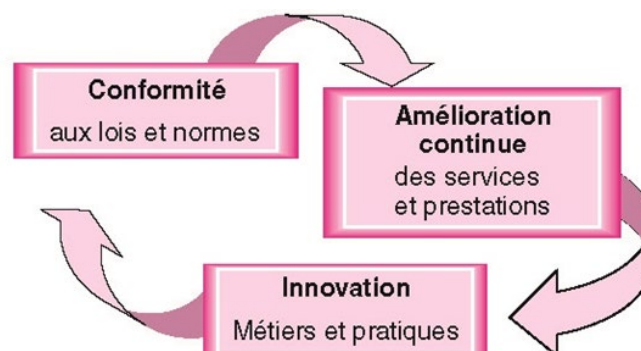 Conformité
aux lois et normes
Amélioration
continue
des services
et prestations
Innovation
Métiers et pratiques